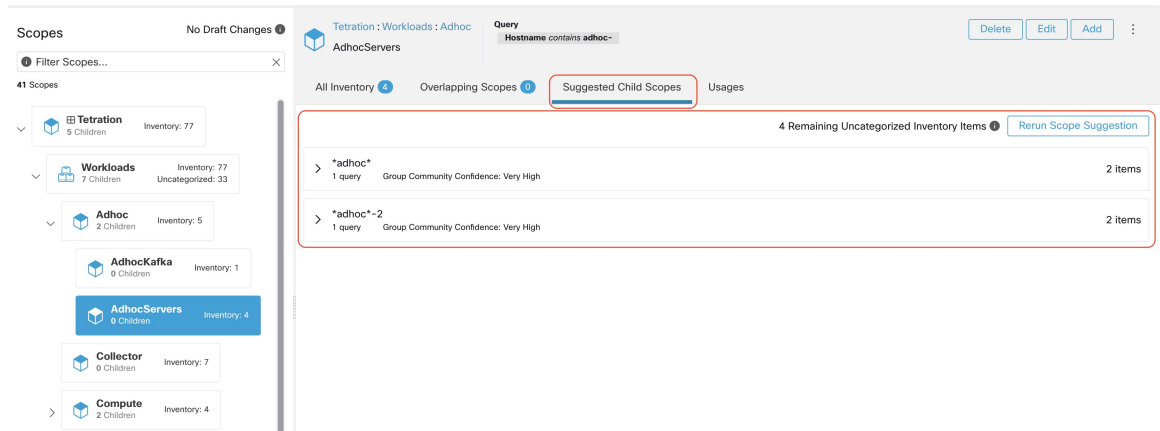 Scopes
No Draft Changes
Filter Scopes...
41 Scopes
Tetration
5 Children
Inventory: 77
Workloads
7 Children
Inventory: 77
Uncategorized: 33
Adhoc
2 Children
Inventory: 5
AdhocKafka
0 Children
Inventory: 1
AdhocServers
0 Children
Inventory: 4
Collector
0 Children
Inventory: 7
Compute
2 Children
Inventory: 4
Tetration : Workloads : Adhoc
AdhocServers
Query
Hostname contains adhoc-
Delete
Edit
Add
All Inventory 4
Overlapping Scopes 0
Suggested Child Scopes
Usages
4 Remaining Uncategorized Inventory Items
Rerun Scope Suggestion
*adhoc*
1 query
Group Community Confidence: Very High
2 items
*adhoc*-2
1 query
Group Community Confidence: Very High
2 items